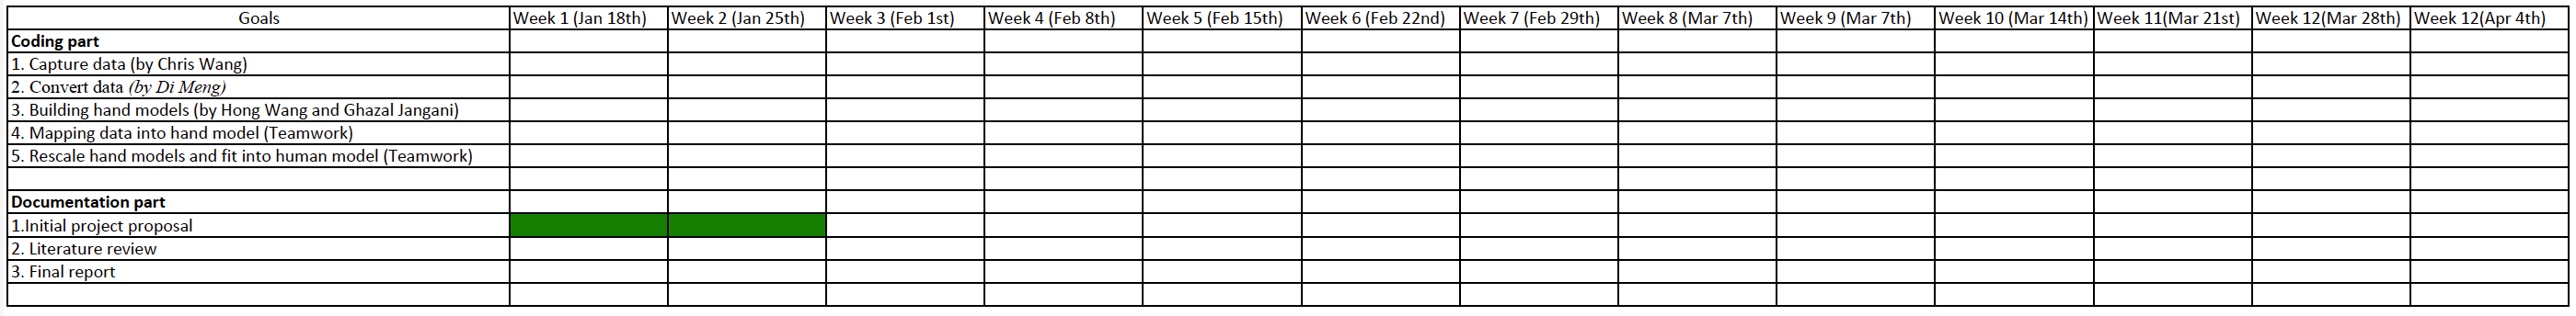 Goals Week 1 (Jan 18th) Week 2 (Jan 25th) Week 3 (Feb 1st) Week 4 (Feb 8th) Week 5 (Feb 15th) Week 6 (Feb 22nd) Week 7 (Feb 29th) Week 8 (Mar 7th) Week 9 (Mar 7th) Week 10 (Mar 14th) Week 11(Mar 21st) Week 12(Mar 28th) Week 12(Apr 4th)
Coding part
1. Capture data (by Chris Wang)
2. Convert data (by Di Meng)
3. Building hand models (by Hong Wang and Ghazal Jangani)
4. Mapping data into hand model (Teamwork)
5. Rescale hand models and fit into human model (Teamwork)
Documentation part
1.Initial project proposal
2. Literature review
3. Final report